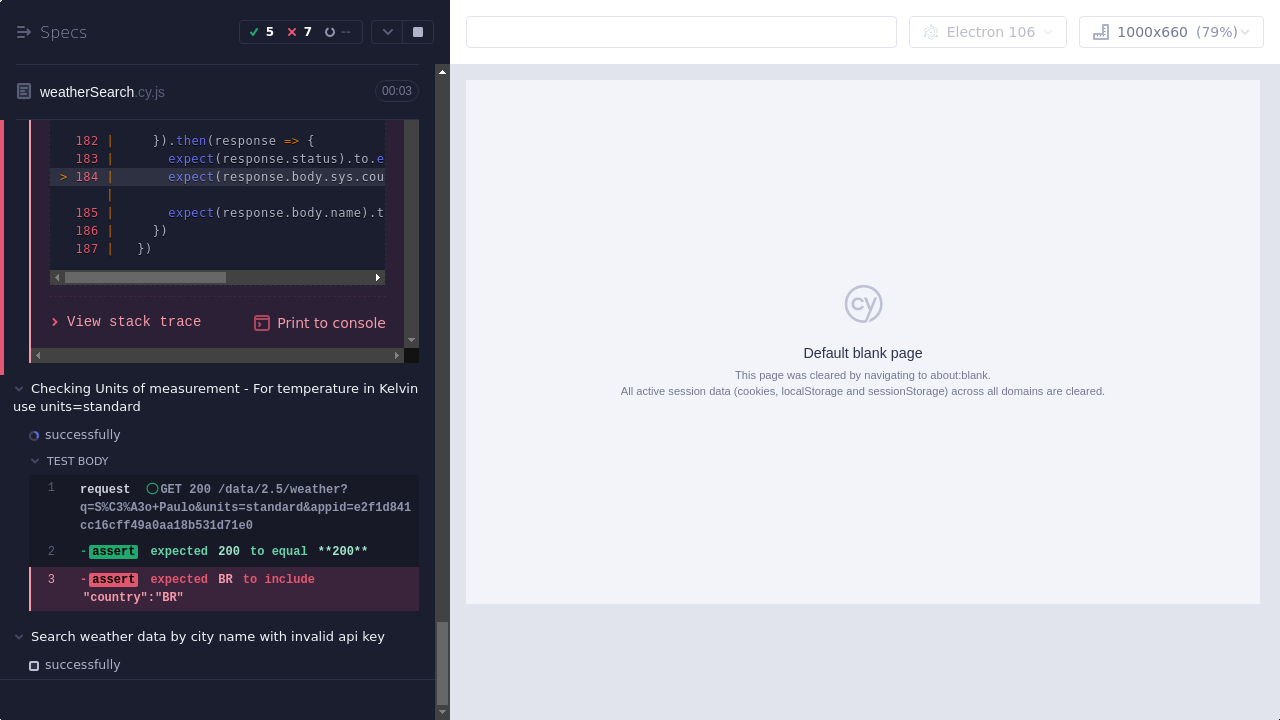 Specs
5 7 --
Electron 106
1000x660 (79%)
weatherSearch.cy.js
00:03
182 | }).then(response => {
183 | expect(response.status).to.e
> 184 | expect(response.body.sys.cou
|
185 | expect(response.body.name).t
186 | })
187 | })
View stack trace
Print to console
Checking Units of measurement - For temperature in Kelvin
use units=standard
successfully
TEST BODY
1 request GET 200 /data/2.5/weather?
q=S%C3%A3o+Paulo&units=standard&appid=e2f1d841
cc16cff49a0aa18b531d71e0
2 -assert expected 200 to equal **200**
3 -assert expected BR to include
"country":"BR"
Search weather data by city name with invalid api key
successfully
cy
Default blank page
This page was cleared by navigating to about:blank.
All active session data (cookies, localStorage and sessionStorage) across all domains are cleared.